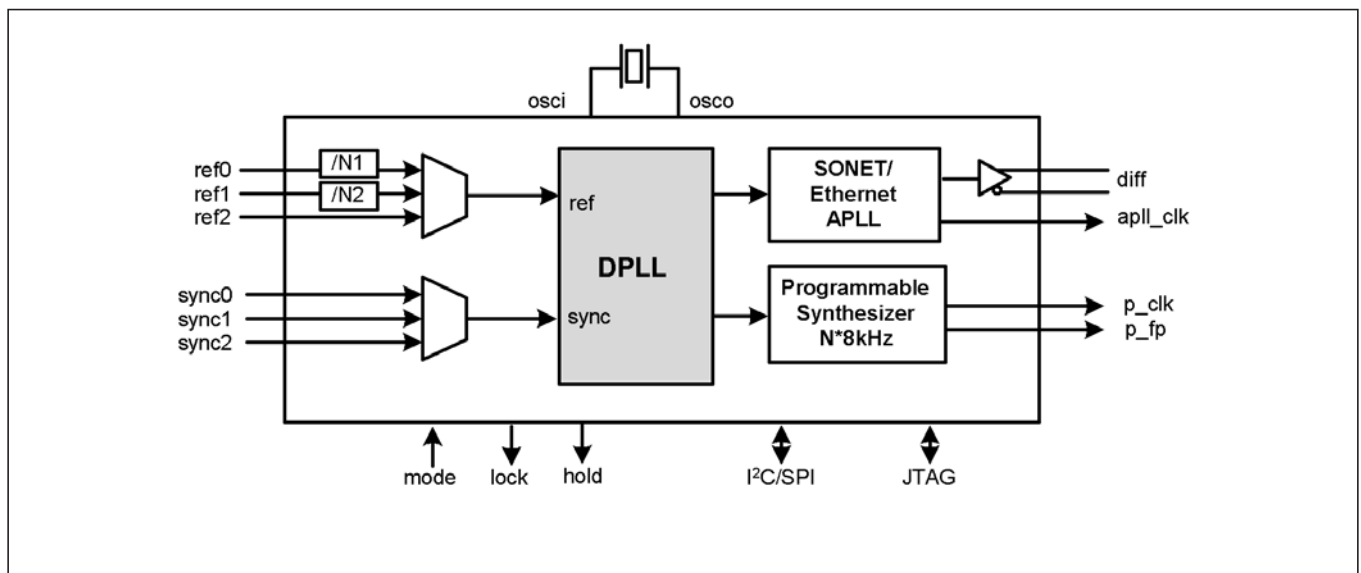 osci
osco
ref0
/N1
ref1
/N2
ref2
ref
sync0
sync1
sync2
sync
DPLL
SONET/
Ethernet
APLL
diff
apll_clk
Programmable
Synthesizer
N*8kHz
p_clk
p_fp
mode
lock
hold
I²C/SPI
JTAG